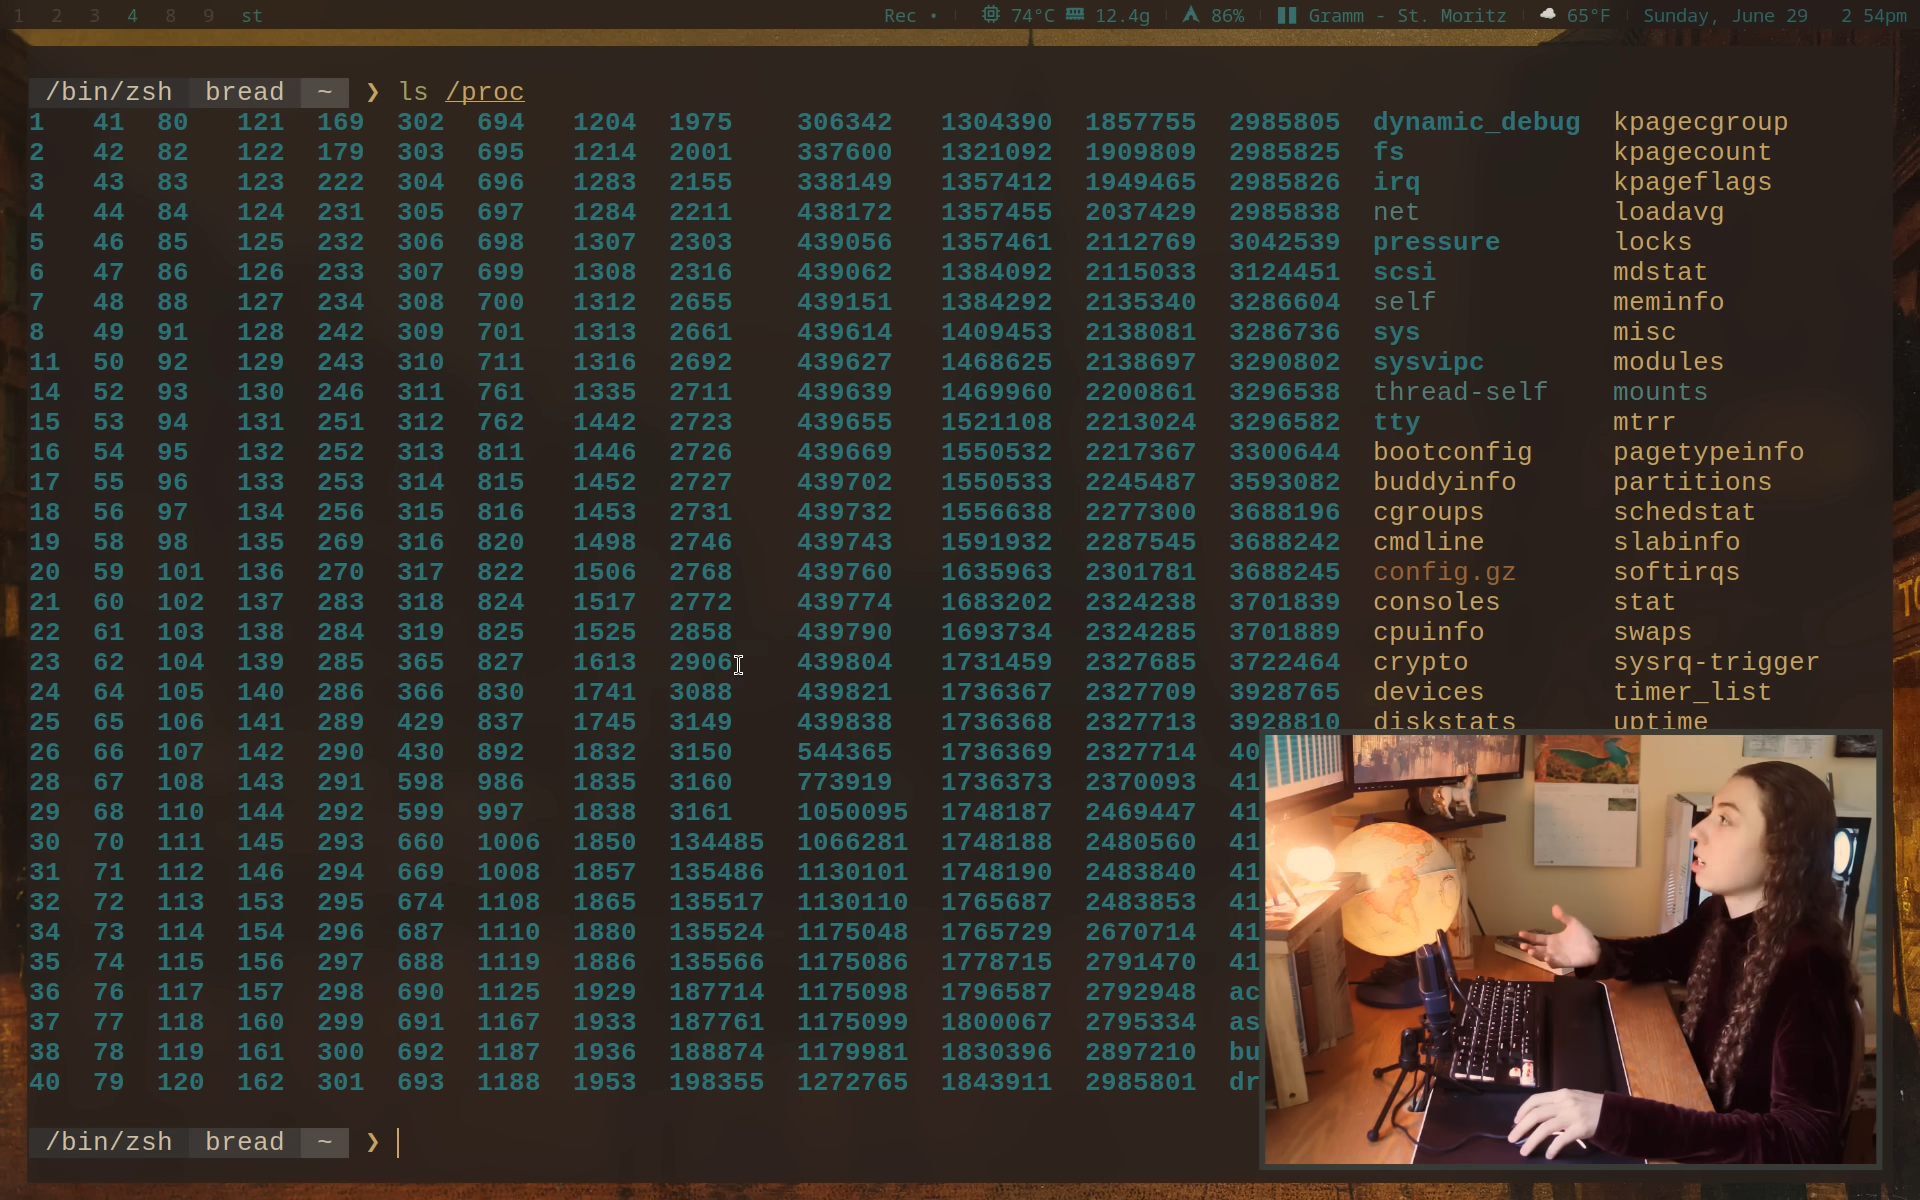 1 2 3 4 8 9 st Rec • 74°C 12.4g 86% Gramm - St. Moritz 65°F Sunday, June 29 2 54pm
/bin/zsh bread ~ ❯ ls /proc
1 41 80 121 169 302 694 1204 1975 306342 1304390 1857755 2985805 dynamic_debug kpagecgroup
2 42 82 122 179 303 695 1214 2001 337600 1321092 1909809 2985825 fs kpagecount
3 43 83 123 222 304 696 1283 2155 338149 1357412 1949465 2985826 irq kpageflags
4 44 84 124 231 305 697 1284 2211 438172 1357455 2037429 2985838 net loadavg
5 46 85 125 232 306 698 1307 2303 439056 1357461 2112769 3042539 pressure locks
6 47 86 126 233 307 699 1308 2316 439062 1384092 2115033 3124451 scsi mdstat
7 48 88 127 234 308 700 1312 2655 439151 1384292 2135340 3286604 self meminfo
8 49 91 128 242 309 701 1313 2661 439614 1409453 2138081 3286736 sys misc
11 50 92 129 243 310 711 1316 2692 439627 1468625 2138697 3290802 sysvipc modules
14 52 93 130 246 311 761 1335 2711 439639 1469960 2200861 3296538 thread-self mounts
15 53 94 131 251 312 762 1442 2723 439655 1521108 2213024 3296582 tty mtrr
16 54 95 132 252 313 811 1446 2726 439669 1550532 2217367 3300644 bootconfig pagetypeinfo
17 55 96 133 253 314 815 1452 2727 439702 1550533 2245487 3593082 buddyinfo partitions
18 56 97 134 256 315 816 1453 2731 439732 1556638 2277300 3688196 cgroups schedstat
19 58 98 135 269 316 820 1498 2746 439743 1591932 2287545 3688242 cmdline slabinfo
20 59 101 136 270 317 822 1506 2768 439760 1635963 2301781 3688245 config.gz softirqs
21 60 102 137 283 318 824 1517 2772 439774 1683202 2324238 3701839 consoles stat
22 61 103 138 284 319 825 1525 2858 439790 1693734 2324285 3701889 cpuinfo swaps
23 62 104 139 285 365 827 1613 2906 439804 1731459 2327685 3722464 crypto sysrq-trigger
24 64 105 140 286 366 830 1741 3088 439821 1736367 2327709 3928765 devices timer_list
25 65 106 141 289 429 837 1745 3149 439838 1736368 2327713 3928810 diskstats uptime
26 66 107 142 290 430 892 1832 3150 544365 1736369 2327714 40
28 67 108 143 291 598 986 1835 3160 773919 1736373 2370093 41
29 68 110 144 292 599 997 1838 3161 1050095 1748187 2469447 41
30 70 111 145 293 660 1006 1850 134485 1066281 1748188 2480560 41
31 71 112 146 294 669 1008 1857 135486 1130101 1748190 2483840 41
32 72 113 153 295 674 1108 1865 135517 1130110 1765687 2483853 41
34 73 114 154 296 687 1110 1880 135524 1175048 1765729 2670714 41
35 74 115 156 297 688 1119 1886 135566 1175086 1778715 2791470 41
36 76 117 157 298 690 1125 1929 187714 1175098 1796587 2792948 ac
37 77 118 160 299 691 1167 1933 187761 1175099 1800067 2795334 as
38 78 119 161 300 692 1187 1936 188874 1179981 1830396 2897210 bu
40 79 120 162 301 693 1188 1953 198355 1272765 1843911 2985801 dr
/bin/zsh bread ~ ❯